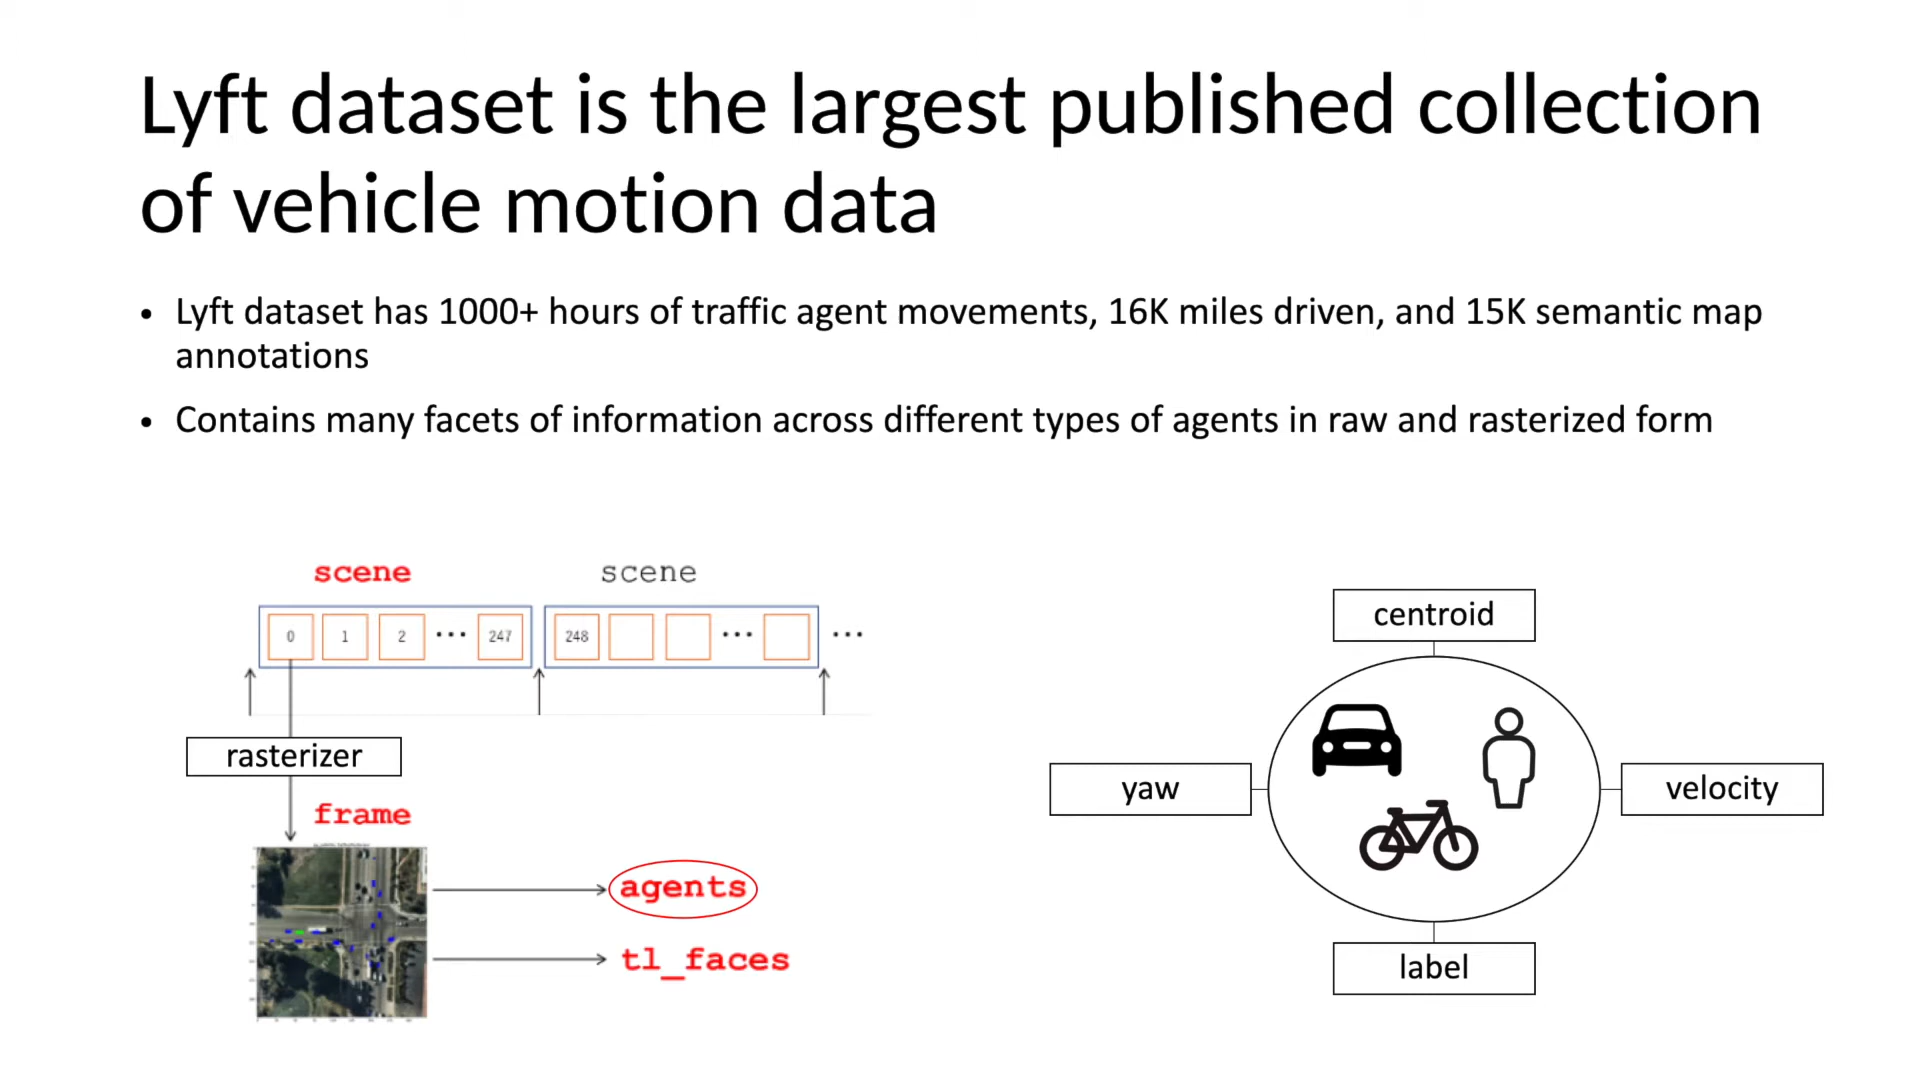 Lyft dataset is the largest published collection
of vehicle motion data
• Lyft dataset has 1000+ hours of traffic agent movements, 16K miles driven, and 15K semantic map
annotations
• Contains many facets of information across different types of agents in raw and rasterized form
scene
scene
0 1 2 ··· 247 248 ··· ···
rasterizer
frame
agents
tl_faces
centroid
yaw
velocity
label